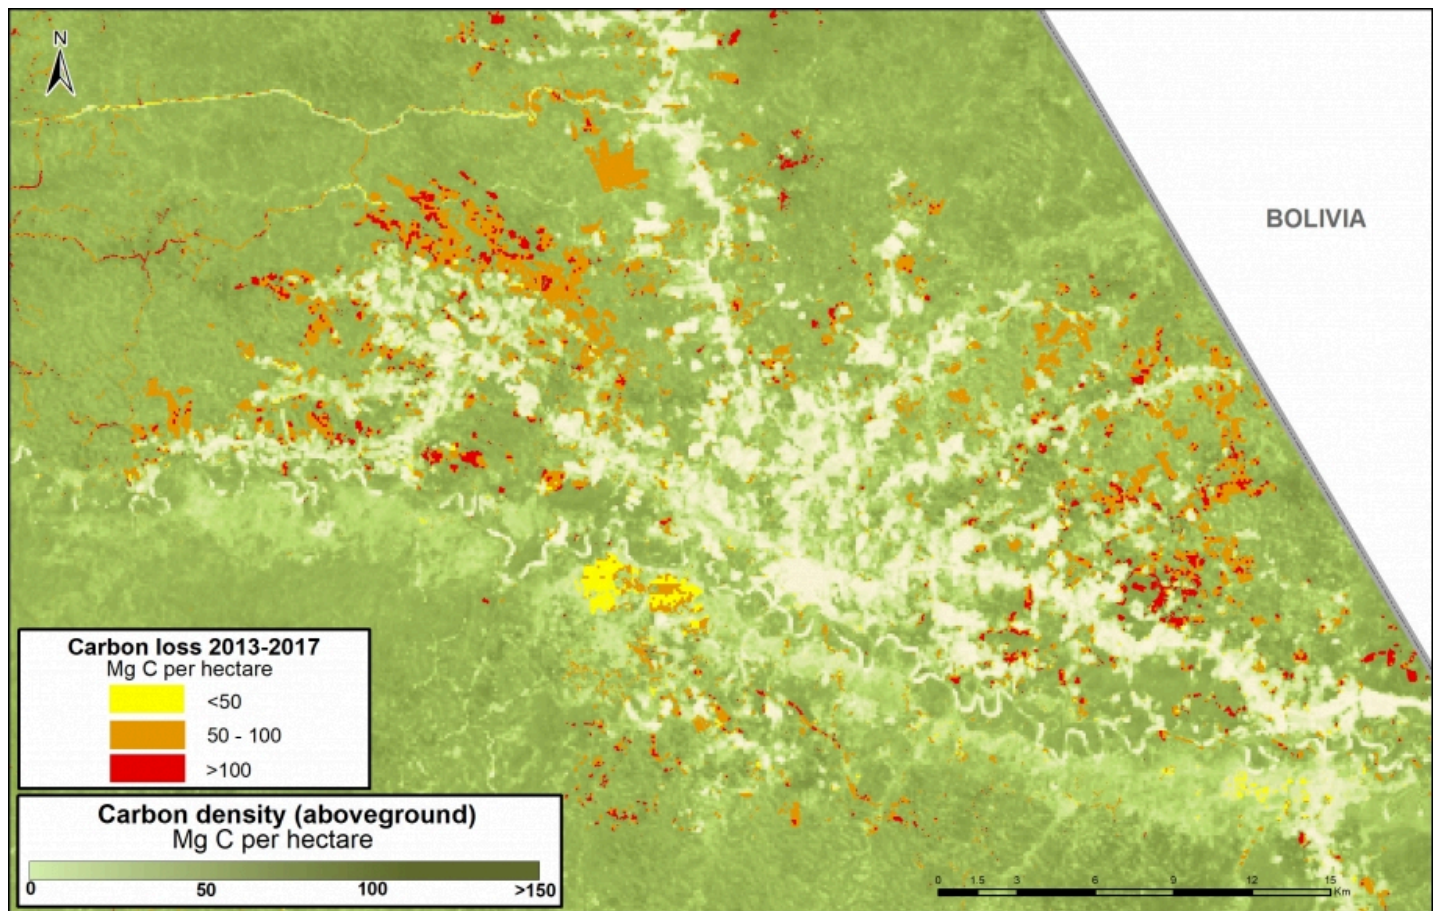 N
BOLIVIA
Carbon loss 2013-2017
Mg C per hectare
<50
50 - 100
>100
Carbon density (aboveground)
Mg C per hectare
0 50 100 >150
0 1.5 3 6 9 12 15
Km